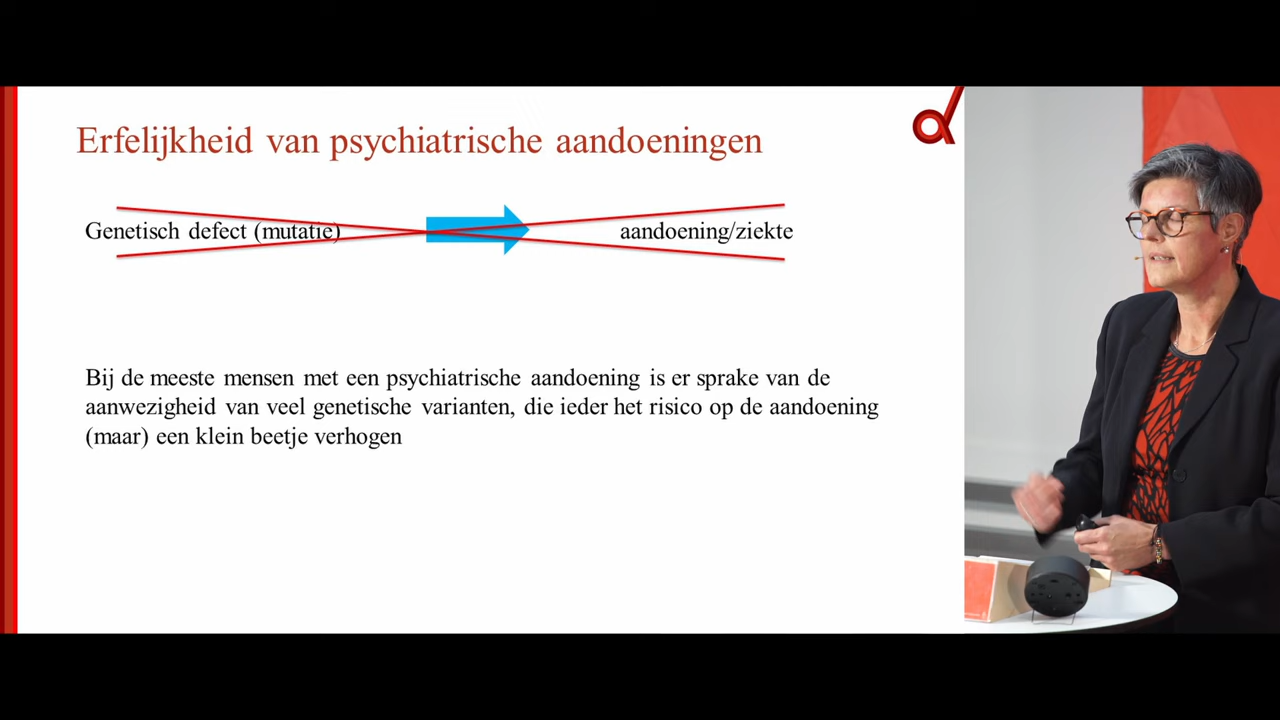 Erfelijkheid van psychiatrische aandoeningen
Genetisch defect (mutatie) aandoening/ziekte
Bij de meeste mensen met een psychiatrische aandoening is er sprake van de
aanwezigheid van veel genetische varianten, die ieder het risico op de aandoening
(maar) een klein beetje verhogen